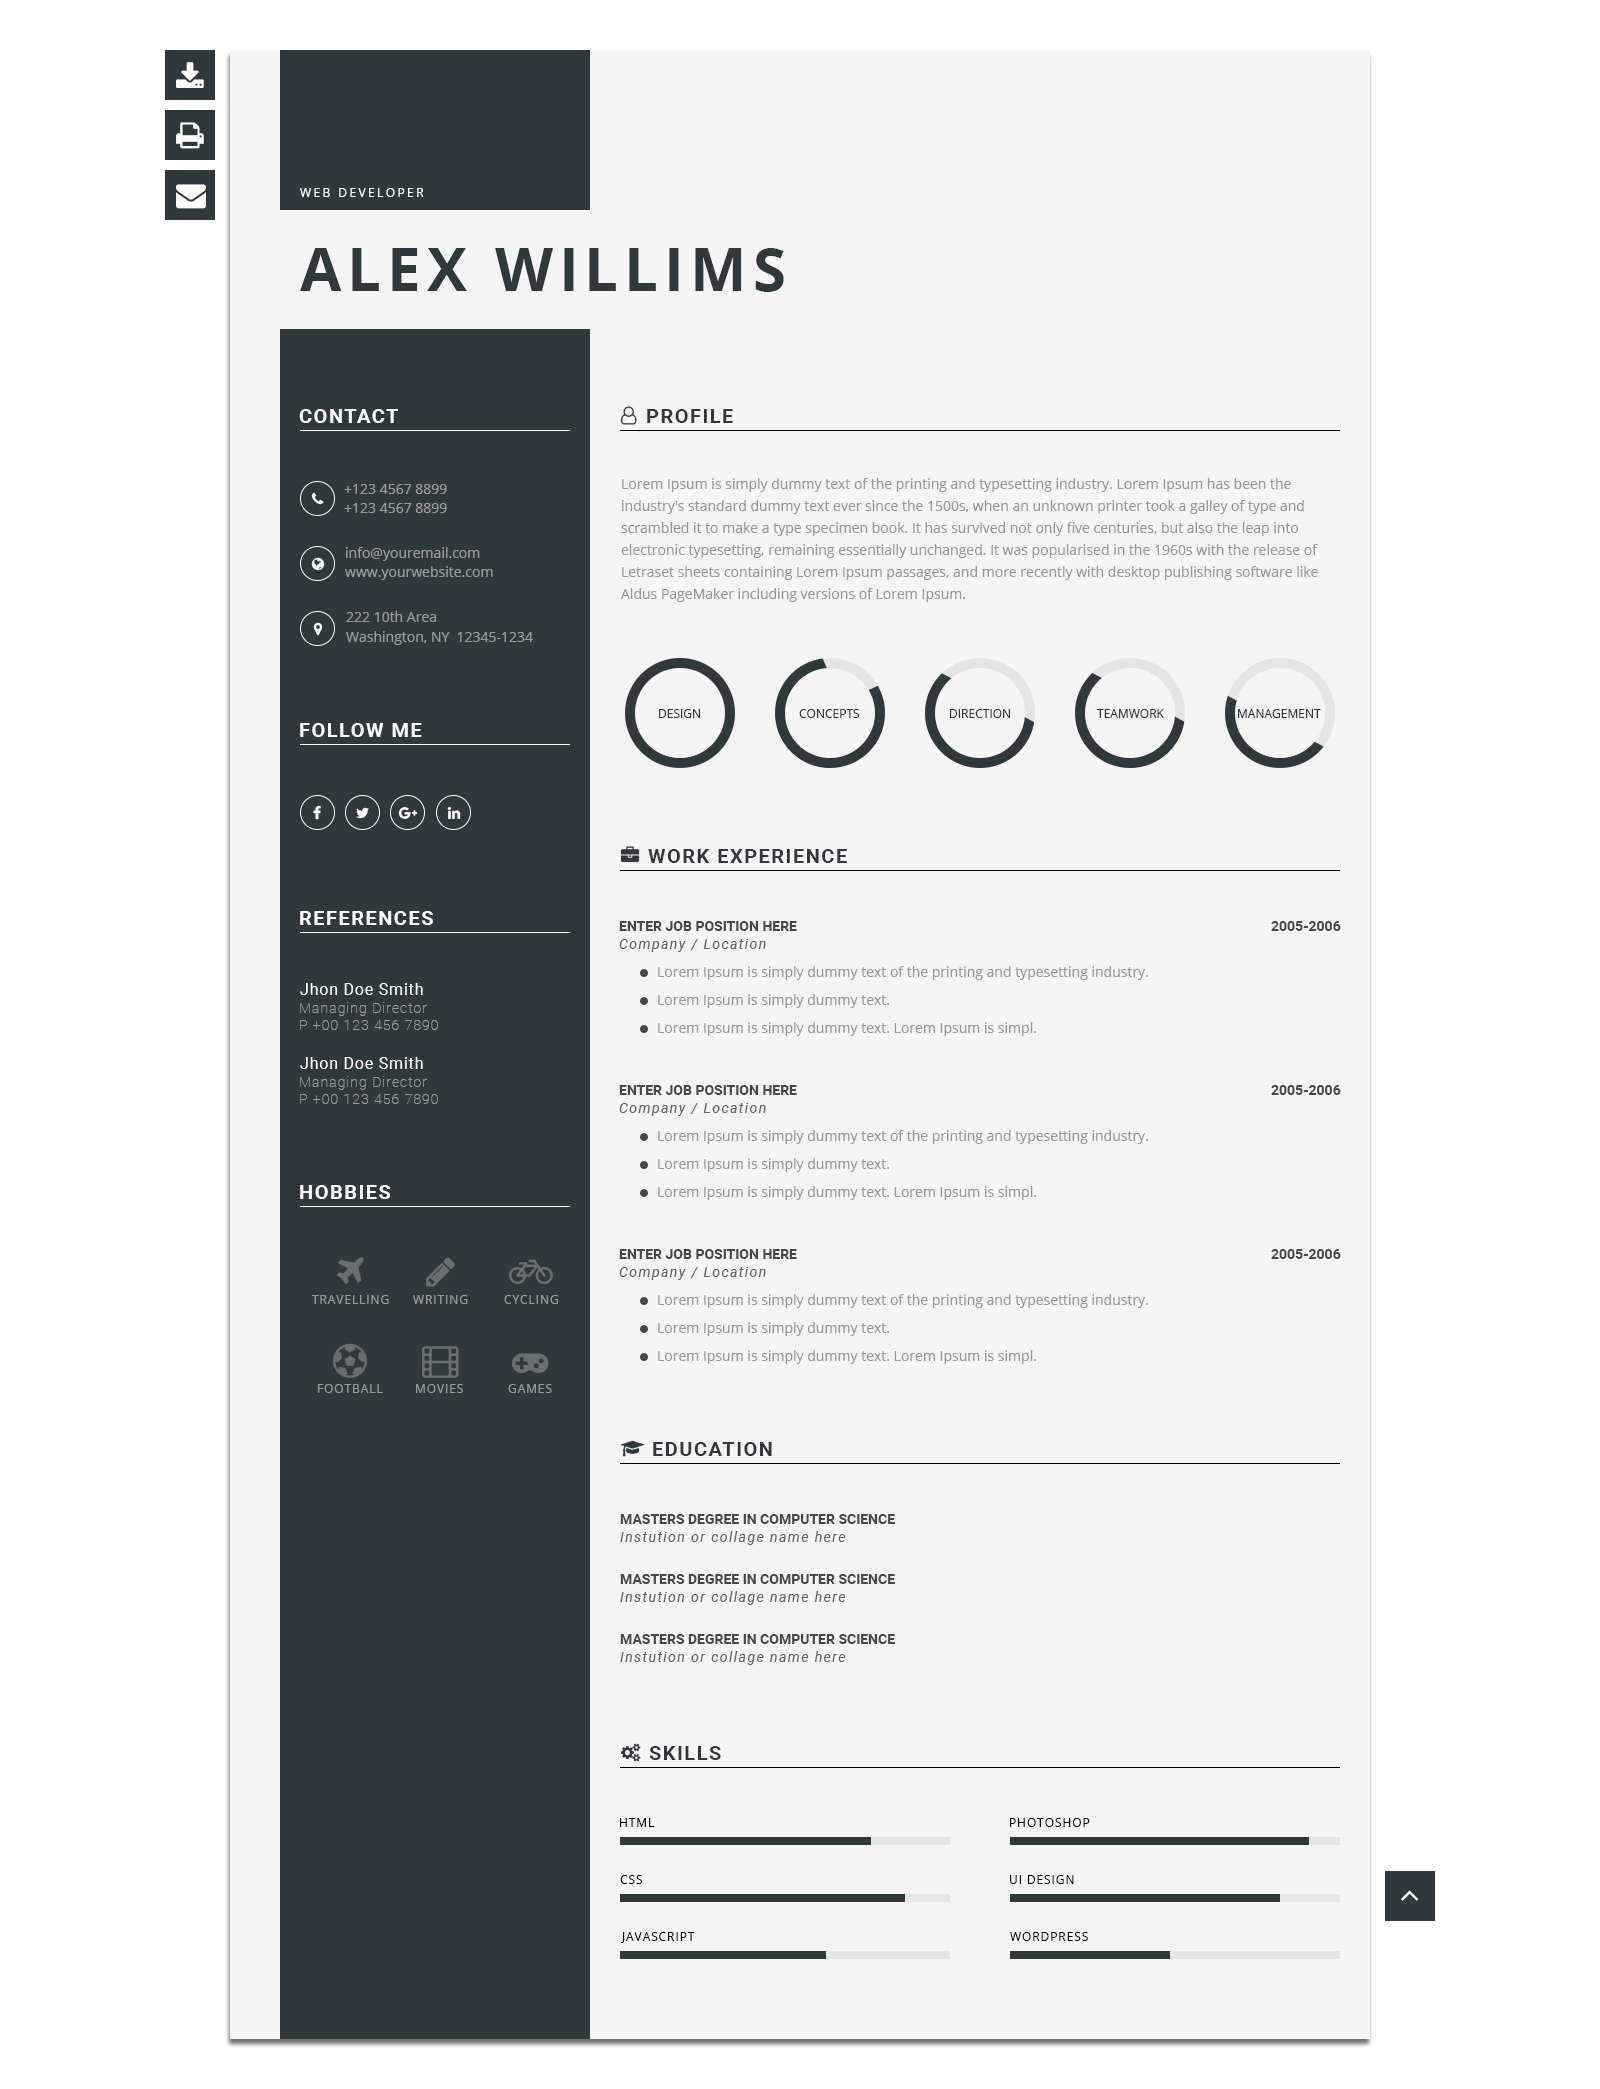 WEB DEVELOPER
ALEX WILLIMS
CONTACT
+123 4567 8899
+123 4567 8899
info@youremail.com
www.yourwebsite.com
222 10th Area
Washington, NY  12345-1234
FOLLOW ME
f
G+
in
REFERENCES
Jhon Doe Smith
Managing Director
P +00 123 456 7890
Jhon Doe Smith
Managing Director
P +00 123 456 7890
HOBBIES
TRAVELLING WRITING CYCLING
FOOTBALL MOVIES GAMES
PROFILE
Lorem Ipsum is simply dummy text of the printing and typesetting industry. Lorem Ipsum has been the
industry's standard dummy text ever since the 1500s, when an unknown printer took a galley of type and
scrambled it to make a type specimen book. It has survived not only five centuries, but also the leap into
electronic typesetting, remaining essentially unchanged. It was popularised in the 1960s with the release of
Letraset sheets containing Lorem Ipsum passages, and more recently with desktop publishing software like
Aldus PageMaker including versions of Lorem Ipsum.
DESIGN CONCEPTS DIRECTION TEAMWORK MANAGEMENT
WORK EXPERIENCE
ENTER JOB POSITION HERE 2005-2006
Company / Location
Lorem Ipsum is simply dummy text of the printing and typesetting industry.
Lorem Ipsum is simply dummy text.
Lorem Ipsum is simply dummy text. Lorem Ipsum is simpl.
ENTER JOB POSITION HERE 2005-2006
Company / Location
Lorem Ipsum is simply dummy text of the printing and typesetting industry.
Lorem Ipsum is simply dummy text.
Lorem Ipsum is simply dummy text. Lorem Ipsum is simpl.
ENTER JOB POSITION HERE 2005-2006
Company / Location
Lorem Ipsum is simply dummy text of the printing and typesetting industry.
Lorem Ipsum is simply dummy text.
Lorem Ipsum is simply dummy text. Lorem Ipsum is simpl.
EDUCATION
MASTERS DEGREE IN COMPUTER SCIENCE
Instution or collage name here
MASTERS DEGREE IN COMPUTER SCIENCE
Instution or collage name here
MASTERS DEGREE IN COMPUTER SCIENCE
Instution or collage name here
SKILLS
HTML PHOTOSHOP
CSS UI DESIGN
JAVASCRIPT WORDPRESS